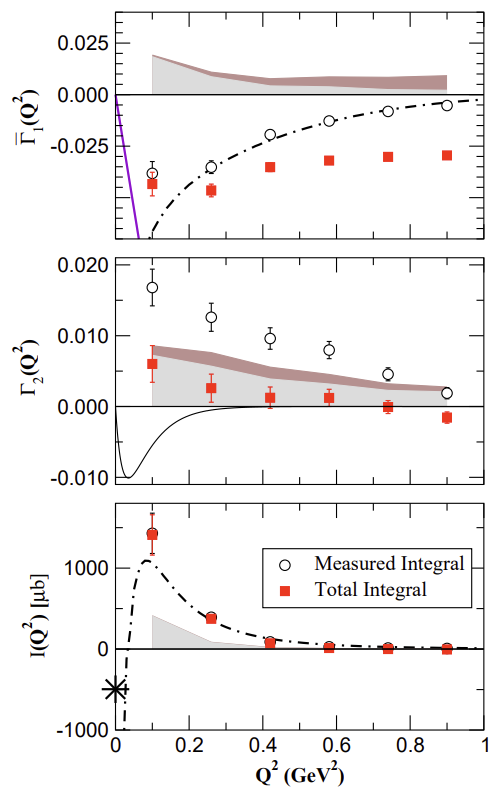 0.025
0.000
-0.025
Γ̅₁(Q²)
0.020
0.010
0.000
-0.010
Γ₂(Q²)
1000
0
-1000
I(Q²) [μb]
Measured Integral
Total Integral
0 0.2 0.4 0.6 0.8 1
Q² (GeV²)